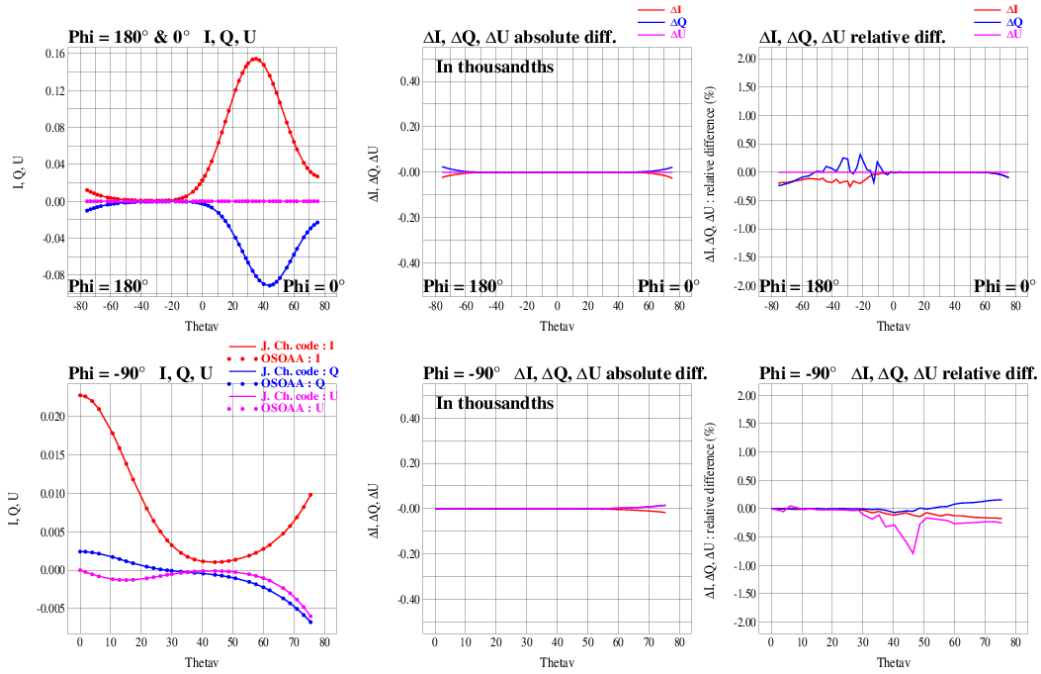 ΔI
ΔQ
ΔU
ΔI
ΔQ
ΔU
Phi = 180° & 0° I, Q, U
ΔI, ΔQ, ΔU absolute diff.
ΔI, ΔQ, ΔU relative diff.
I, Q, U
0.16
0.12
0.08
0.04
0.00
-0.04
-0.08
Phi = 180°
Phi = 0°
-80 -60 -40 -20 0 20 40 60 80
Thetav
In thousandths
ΔI, ΔQ, ΔU
0.40
0.20
-0.00
-0.20
-0.40
Phi = 180°
Phi = 0°
-80 -60 -40 -20 0 20 40 60 80
Thetav
ΔI, ΔQ, ΔU : relative difference (%)
2.00
1.50
1.00
0.50
-0.00
-0.50
-1.00
-1.50
-2.00
Phi = 180°
Phi = 0°
-80 -60 -40 -20 0 20 40 60 80
Thetav
J. Ch. code : I
OSOAA : I
J. Ch. code : Q
OSOAA : Q
J. Ch. code : U
OSOAA : U
Phi = -90° I, Q, U
Phi = -90° ΔI, ΔQ, ΔU absolute diff.
Phi = -90° ΔI, ΔQ, ΔU relative diff.
I, Q, U
0.020
0.015
0.010
0.005
0.000
-0.005
0 10 20 30 40 50 60 70 80
Thetav
In thousandths
ΔI, ΔQ, ΔU
0.40
0.20
-0.00
-0.20
-0.40
0 10 20 30 40 50 60 70 80
Thetav
ΔI, ΔQ, ΔU : relative difference (%)
2.00
1.50
1.00
0.50
0.00
-0.50
-1.00
-1.50
-2.00
0 10 20 30 40 50 60 70 80
Thetav